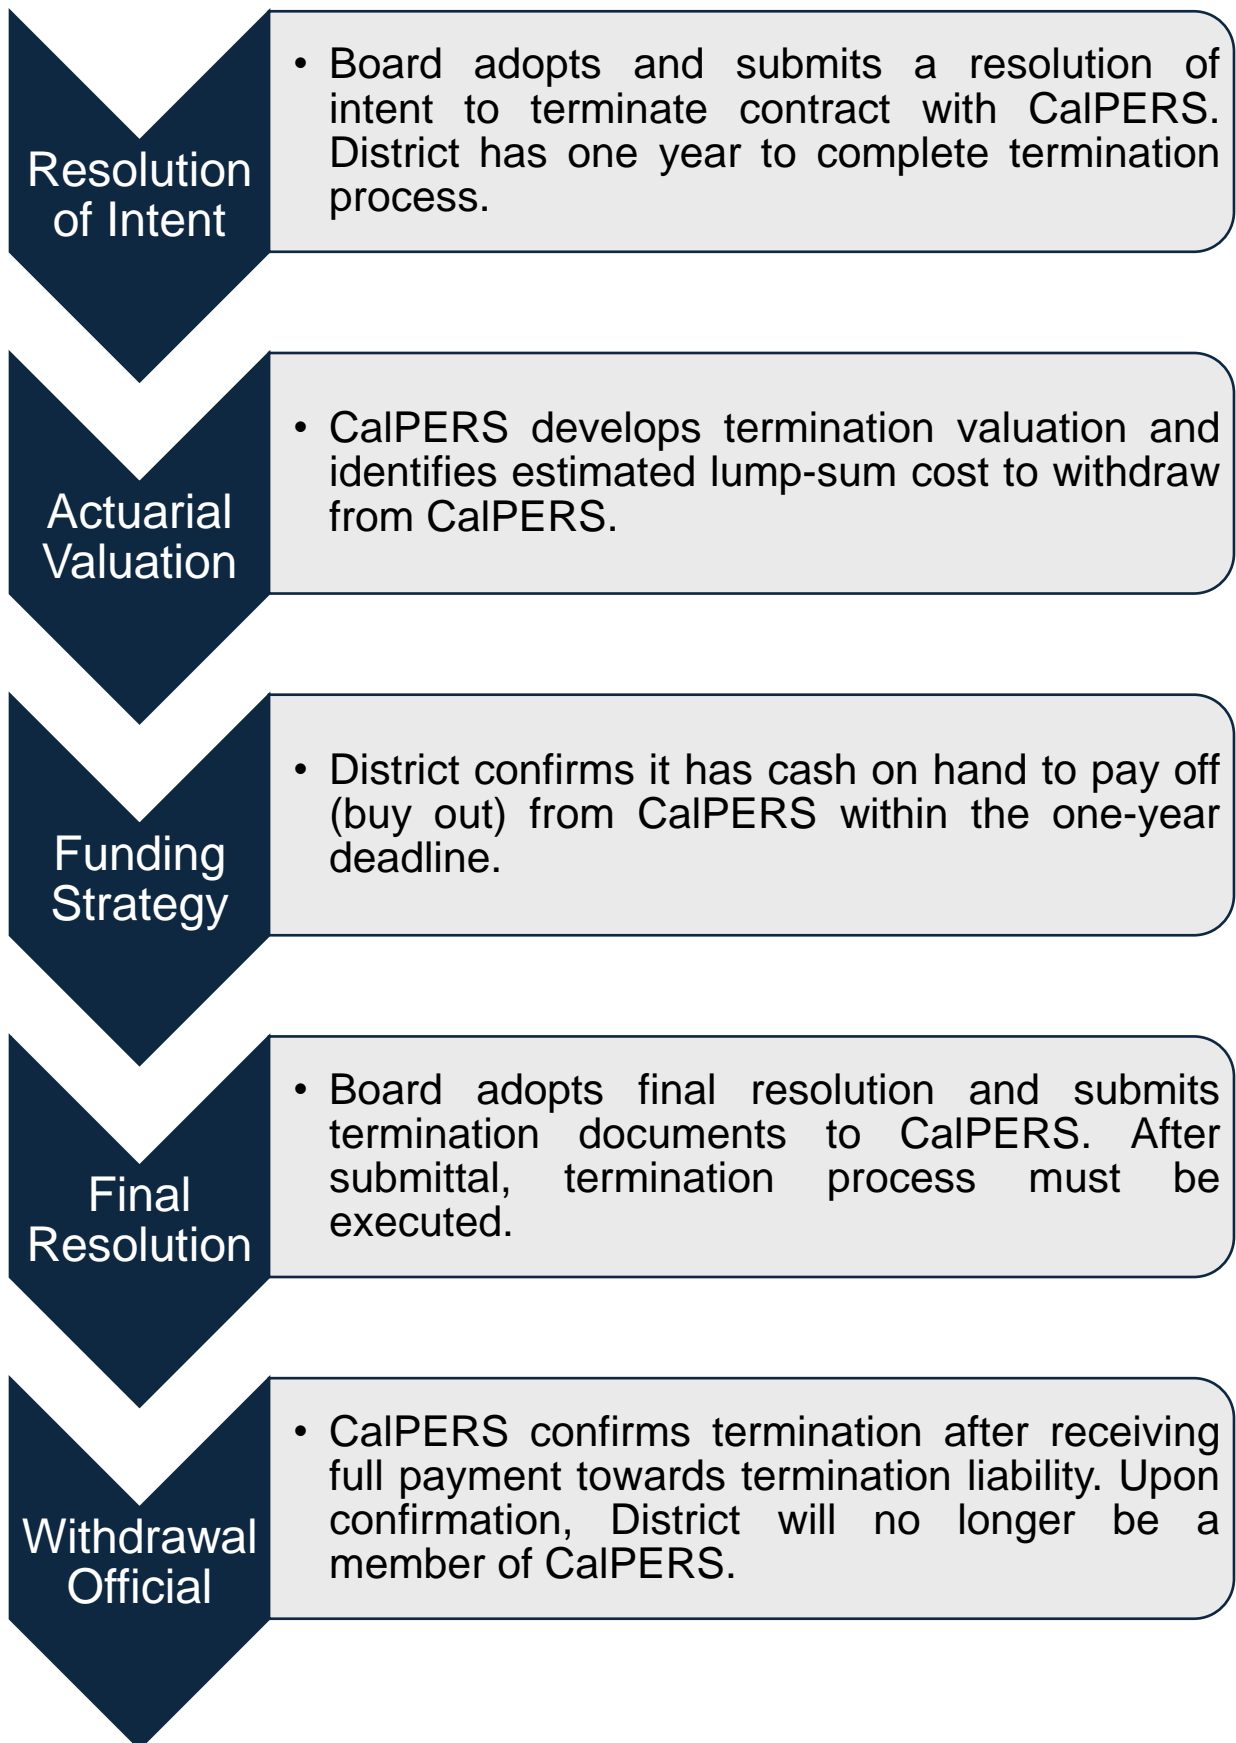 Resolution
of Intent
• Board adopts and submits a resolution of
intent to terminate contract with CalPERS.
District has one year to complete termination
process.
Actuarial
Valuation
• CalPERS develops termination valuation and
identifies estimated lump-sum cost to withdraw
from CalPERS.
Funding
Strategy
• District confirms it has cash on hand to pay off
(buy out) from CalPERS within the one-year
deadline.
Final
Resolution
• Board adopts final resolution and submits
termination documents to CalPERS. After
submittal, termination process must be
executed.
Withdrawal
Official
• CalPERS confirms termination after receiving
full payment towards termination liability. Upon
confirmation, District will no longer be a
member of CalPERS.